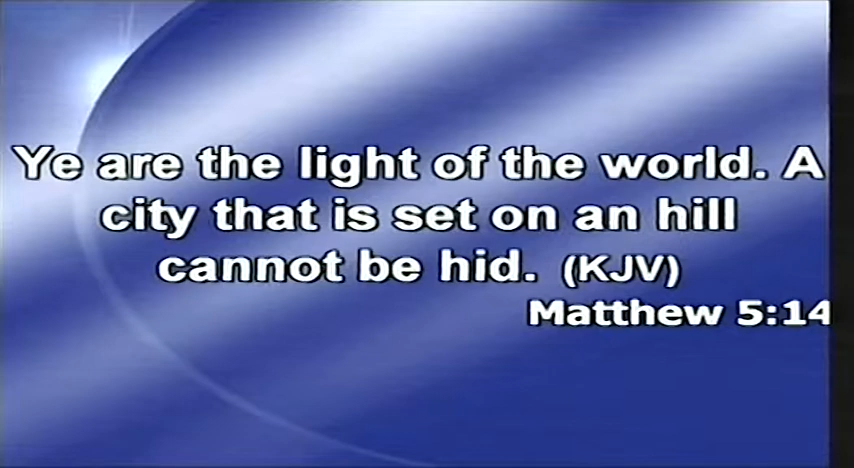 Ye are the light of the world. A
city that is set on an hill
cannot be hid. (KJV)
Matthew 5:14